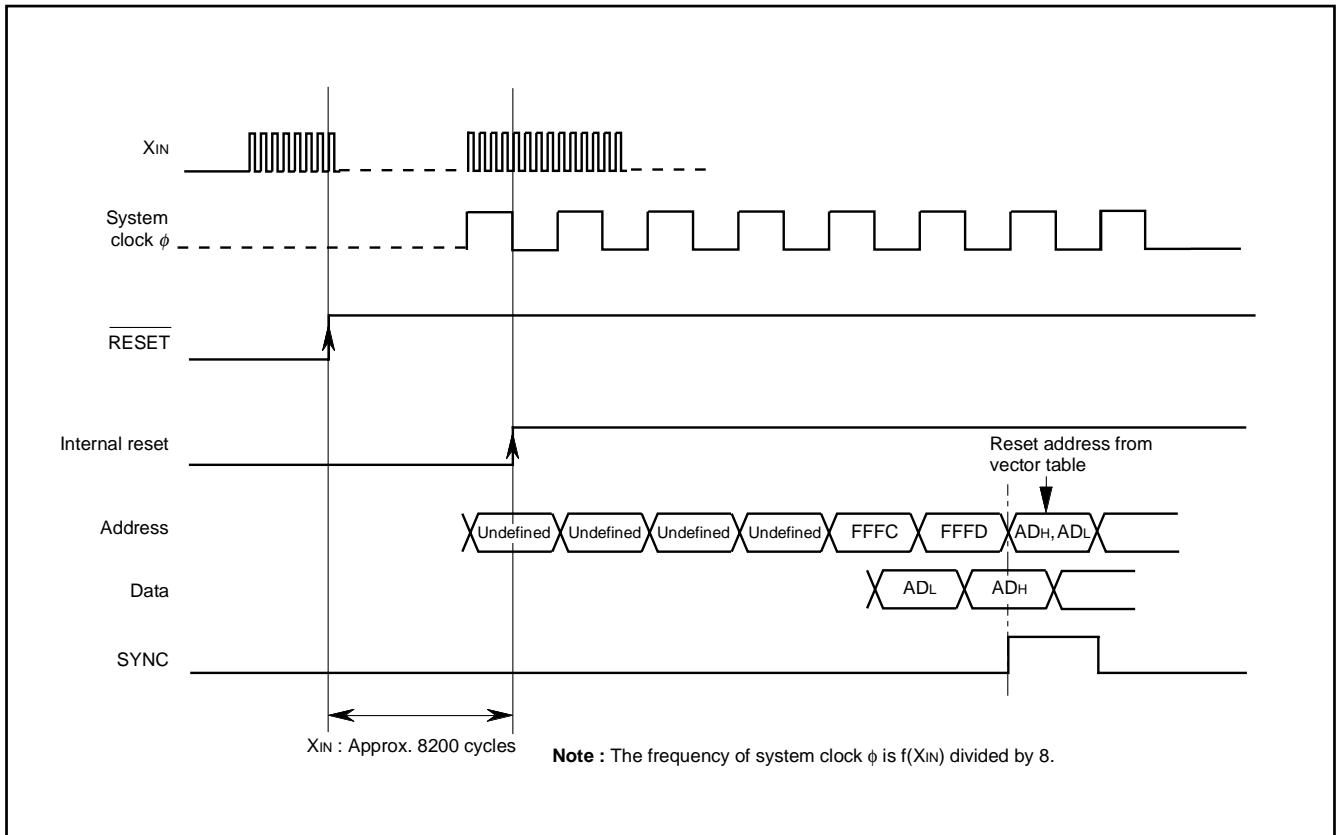 XIN
System
clock ϕ
RESET
Internal reset
Reset address from
vector table
Address
Undefined Undefined Undefined Undefined FFFC FFFD ADH, ADL
Data
ADL ADH
SYNC
XIN : Approx. 8200 cycles
Note : The frequency of system clock ϕ is f(XIN) divided by 8.